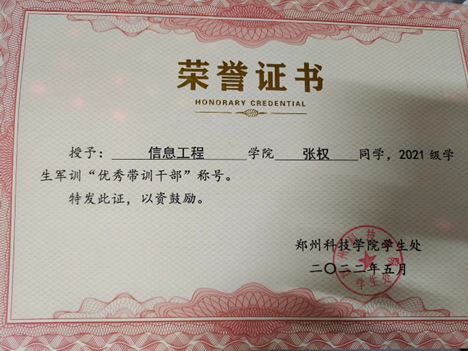 荣誉证书
HONORARY CREDENTIAL
授予：信息工程学院张权同学，2021级学
生军训“优秀带训干部”称号。
特发此证，以资鼓励。
郑州科技学院学生处
二〇二二年五月
学生处